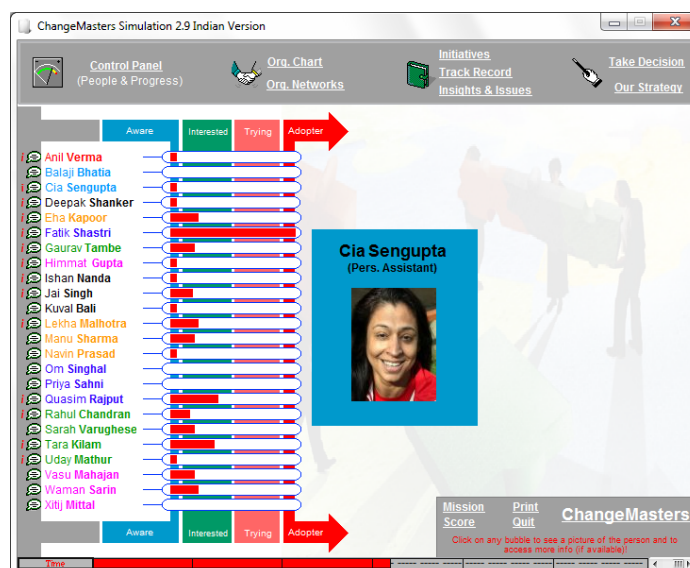 ChangeMasters Simulation 2.9 Indian Version
Control Panel
(People & Progress)
Org. Chart
Org. Networks
Initiatives
Track Record
Insights & Issues
Take Decision
Our Strategy
Aware Interested Trying Adopter
i Anil Verma
Balaji Bhatia
i Cia Sengupta
i Deepak Shanker
i Eha Kapoor
i Fatik Shastri
i Gaurav Tambe
i Himmat Gupta
i Ishan Nanda
i Jai Singh
Kuval Bali
i Lekha Malhotra
Manu Sharma
Navin Prasad
Om Singhal
Priya Sahni
i Quasim Rajput
i Rahul Chandran
Sarah Varughese
i Tara Kilam
i Uday Mathur
Vasu Mahajan
Waman Sarin
Xitij Mittal
Cia Sengupta
(Pers. Assistant)
Aware Interested Trying Adopter
Mission
Score
Print
Quit
ChangeMasters
Click on any bubble to see a picture of the person and to
access more info (if available)!
Time